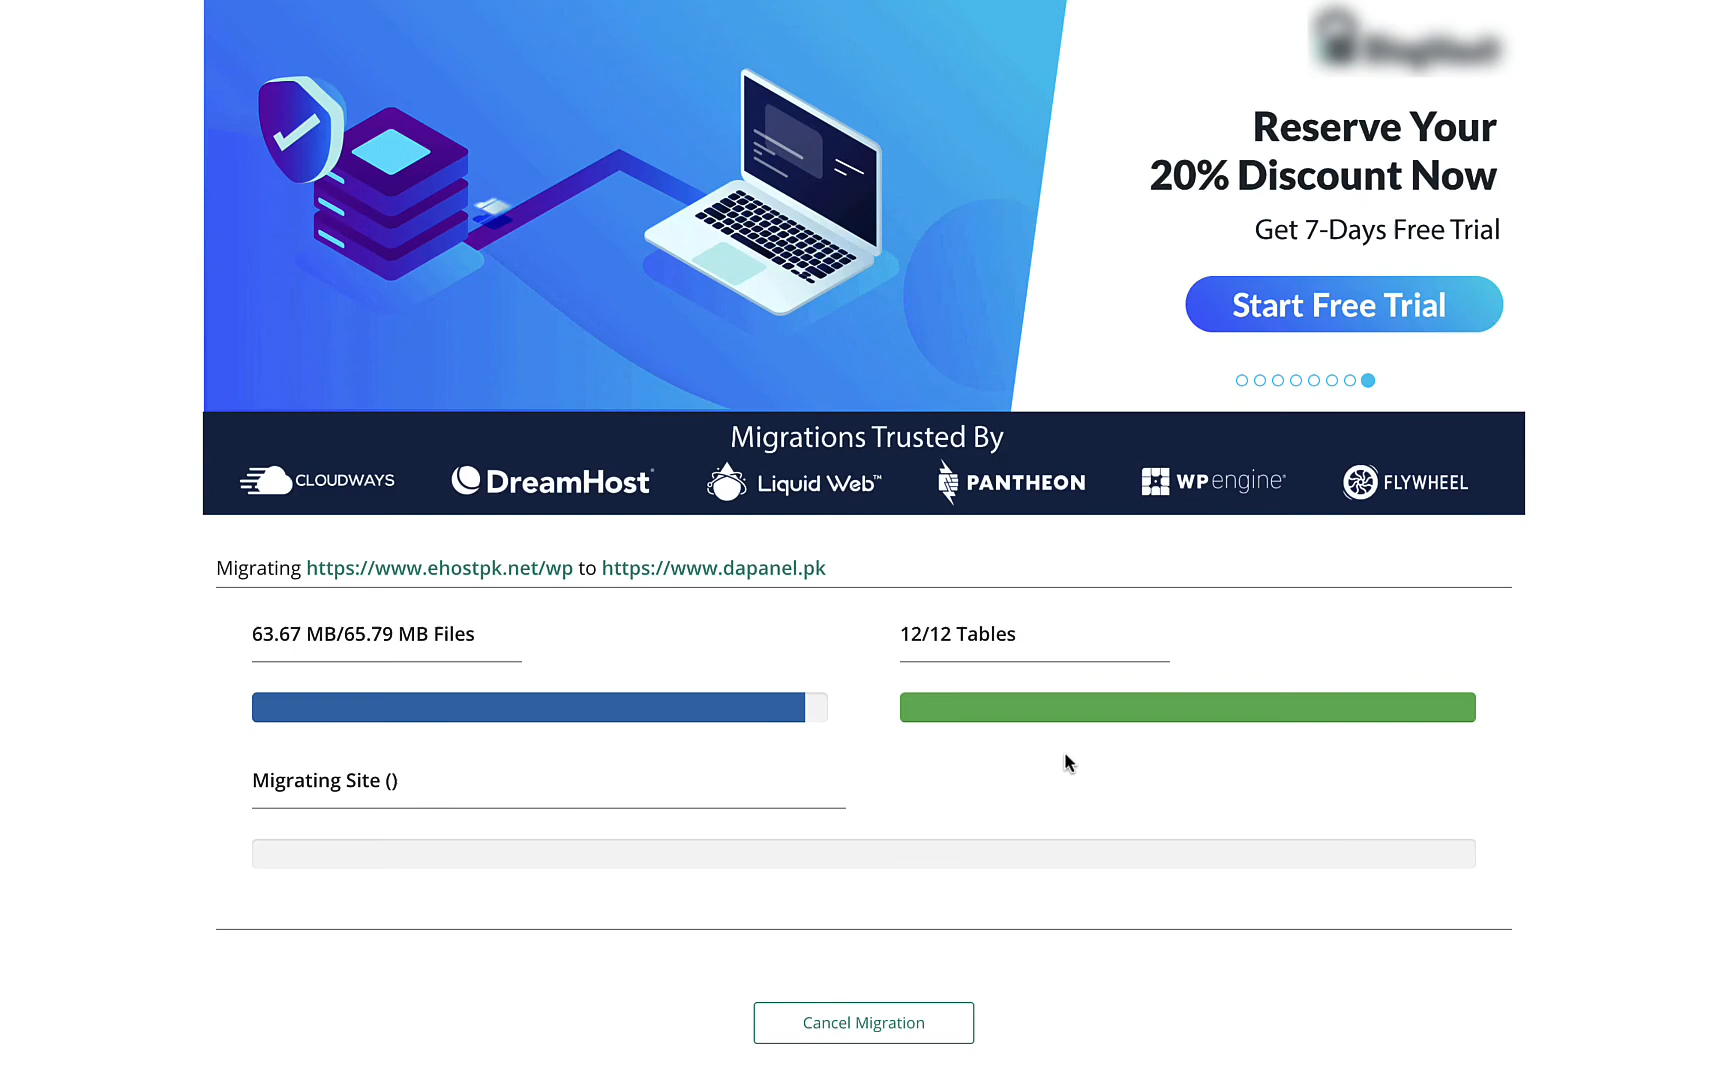 Reserve Your
20% Discount Now
Get 7-Days Free Trial
Start Free Trial
Migrations Trusted By
CLOUDWAYS
DreamHost
Liquid Web™
PANTHEON
WP engine®
FLYWHEEL
Migrating https://www.ehostpk.net/wp to https://www.dapanel.pk
63.67 MB/65.79 MB Files
12/12 Tables
Migrating Site ()
Cancel Migration